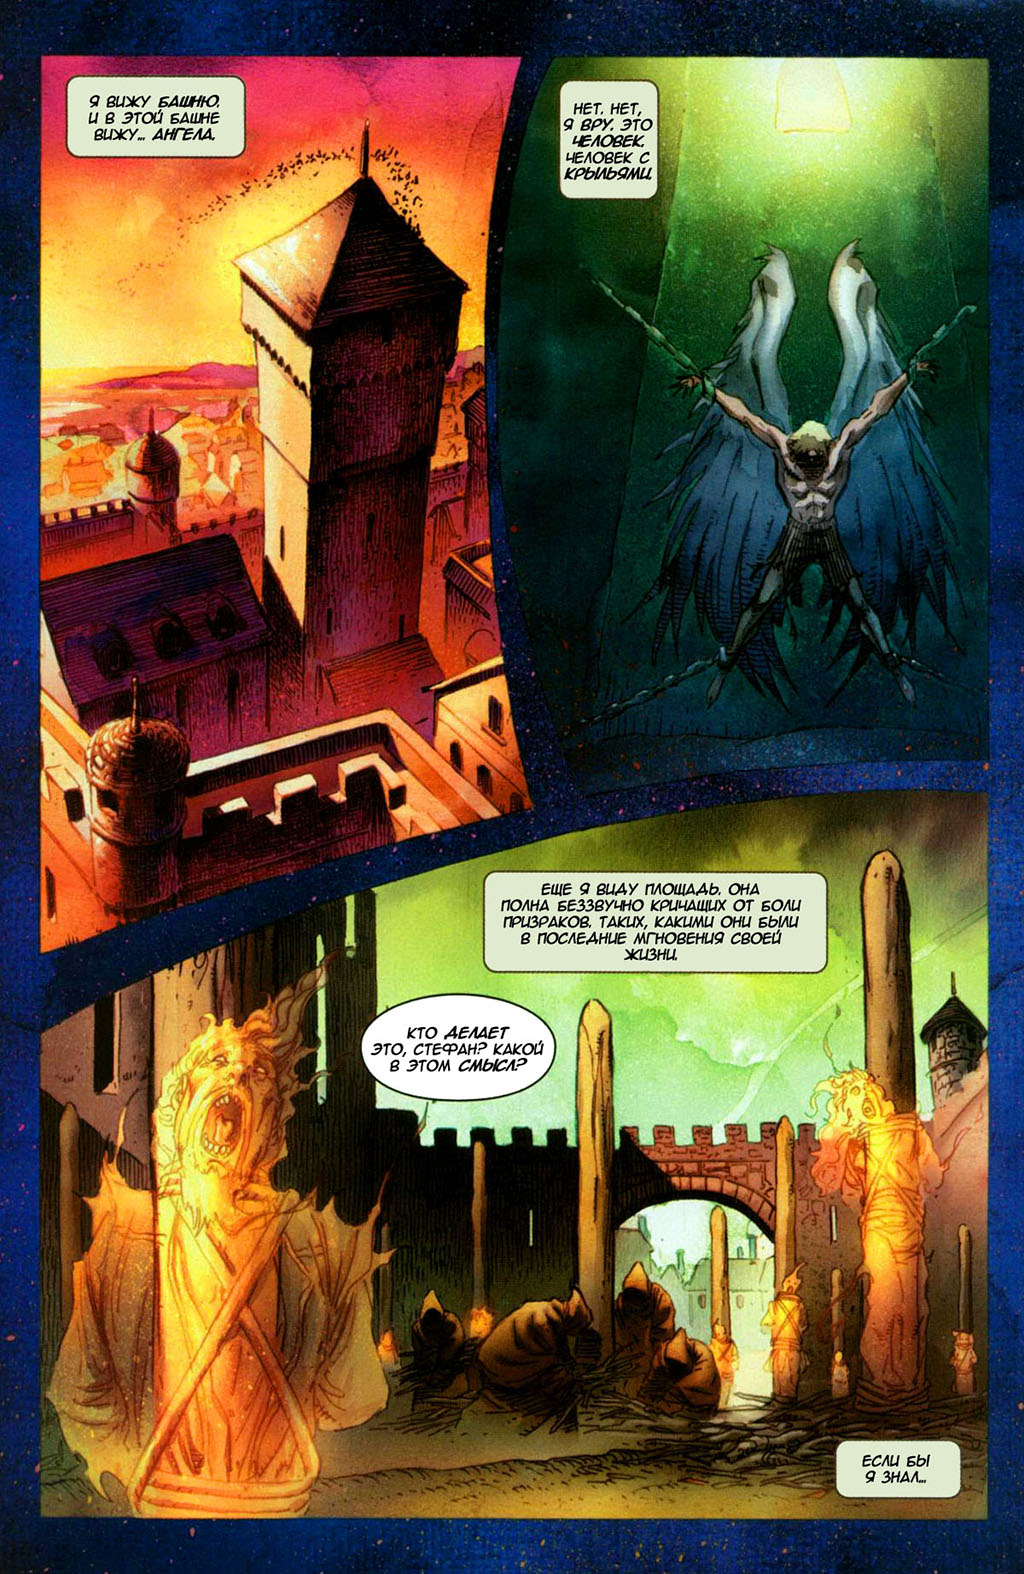 Я ВИЖУ БАШНЮ.
И В ЭТОЙ БАШНЕ
ВИЖУ... АНГЕЛА.
НЕТ. НЕТ,
Я ВРУ. ЭТО
ЧЕЛОВЕК.
ЧЕЛОВЕК С
КРЫЛЬЯМИ.
ЕЩЕ Я ВИДУ ПЛОЩАДЬ. ОНА
ПОЛНА БЕЗЗВУЧНО КРИЧАЩИХ ОТ БОЛИ
ПРИЗРАКОВ. ТАКИХ, КАКИМИ ОНИ БЫЛИ
В ПОСЛЕДНИЕ МГНОВЕНИЯ СВОЕЙ
ЖИЗНИ.
КТО ДЕЛАЕТ
ЭТО, СТЕФАН? КАКОЙ
В ЭТОМ СМЫСЛ?
ЕСЛИ БЫ
Я ЗНАЛ...